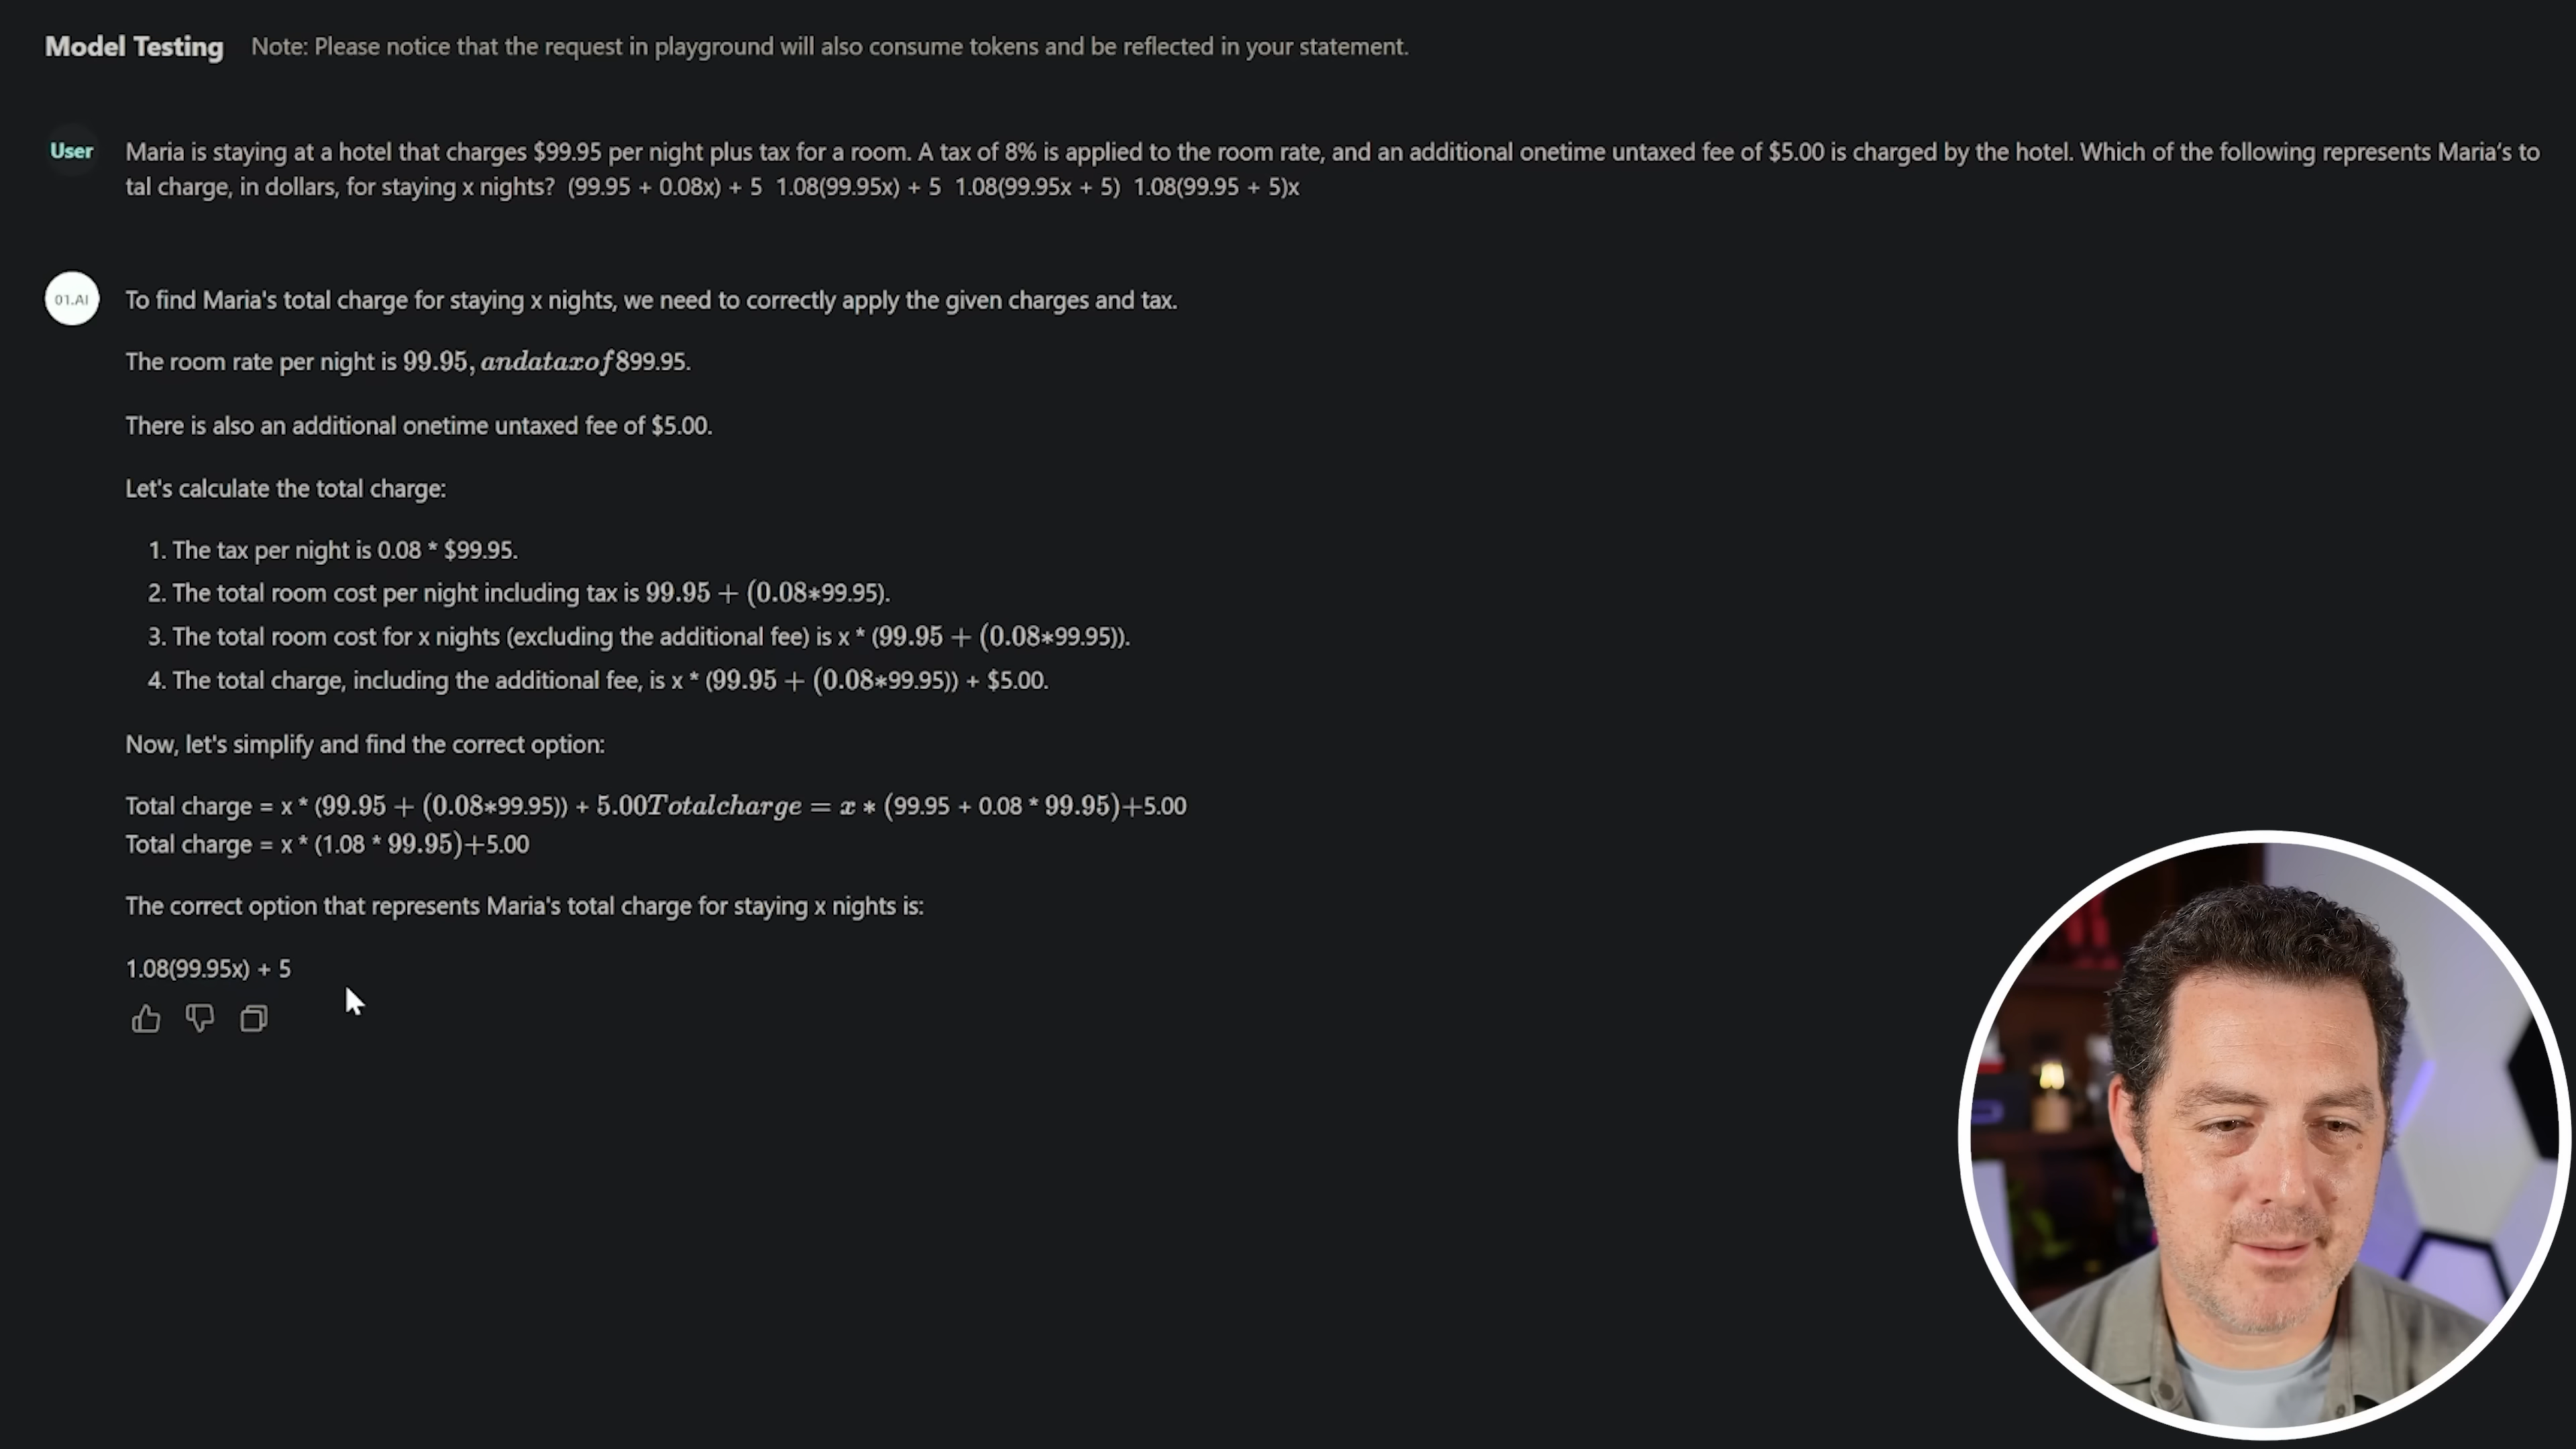 Model Testing Note: Please notice that the request in playground will also consume tokens and be reflected in your statement.
User
Maria is staying at a hotel that charges $99.95 per night plus tax for a room. A tax of 8% is applied to the room rate, and an additional onetime untaxed fee of $5.00 is charged by the hotel. Which of the following represents Maria's to
tal charge, in dollars, for staying x nights? (99.95 + 0.08x) + 5 1.08(99.95x) + 5 1.08(99.95x + 5) 1.08(99.95 + 5)x
01.AI
To find Maria's total charge for staying x nights, we need to correctly apply the given charges and tax.
The room rate per night is 99.95, andataxof899.95.
There is also an additional onetime untaxed fee of $5.00.
Let's calculate the total charge:
1. The tax per night is 0.08 * $99.95.
2. The total room cost per night including tax is 99.95 + (0.08*99.95).
3. The total room cost for x nights (excluding the additional fee) is x * (99.95 + (0.08*99.95)).
4. The total charge, including the additional fee, is x * (99.95 + (0.08*99.95)) + $5.00.
Now, let's simplify and find the correct option:
Total charge = x * (99.95 + (0.08*99.95)) + 5.00Totalcharge = x * (99.95 + 0.08 * 99.95)+5.00
Total charge = x * (1.08 * 99.95)+5.00
The correct option that represents Maria's total charge for staying x nights is:
1.08(99.95x) + 5